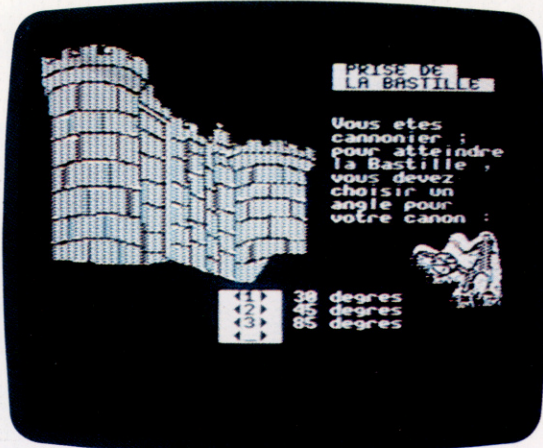 PRISE DE
LA BASTILLE
Vous etes
cannonier ;
pour atteindre
la Bastille ,
vous devez
choisir un
angle pour
votre canon :
1 30 degres
2 45 degres
3 85 degres